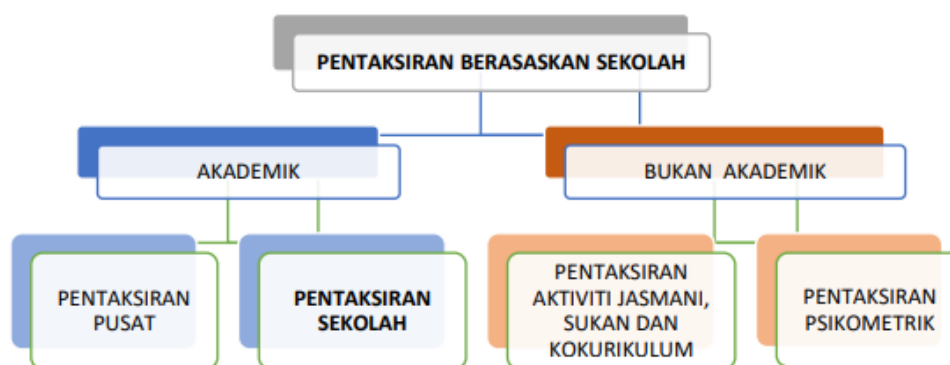 PENTAKSIRAN BERASASKAN SEKOLAH
AKADEMIK
BUKAN AKADEMIK
PENTAKSIRAN
PUSAT
PENTAKSIRAN
SEKOLAH
PENTAKSIRAN
AKTIVITI JASMANI,
SUKAN DAN
KOKURIKULUM
PENTAKSIRAN
PSIKOMETRIK